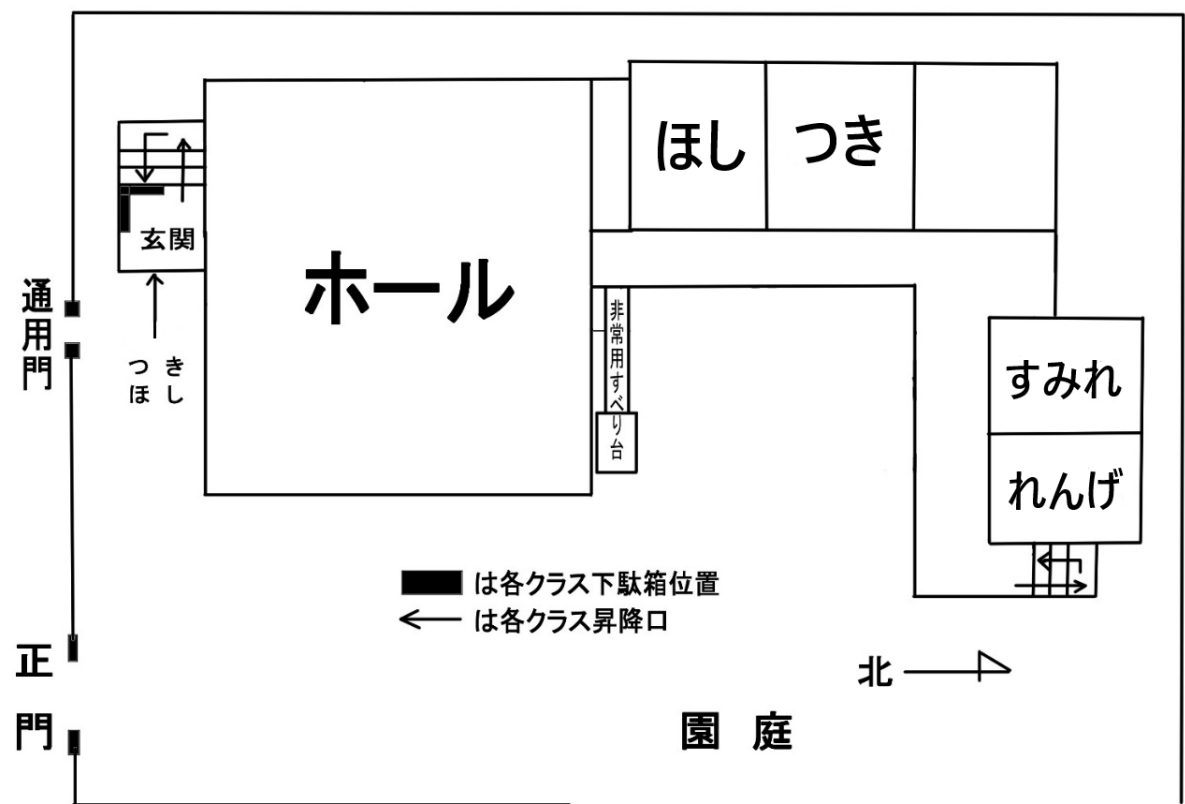 ほし
つき
玄関
ホール
通用門
つき
ほし
非常用すべり台
すみれ
れんげ
は各クラス下駄箱位置
は各クラス昇降口
正門
北
園庭